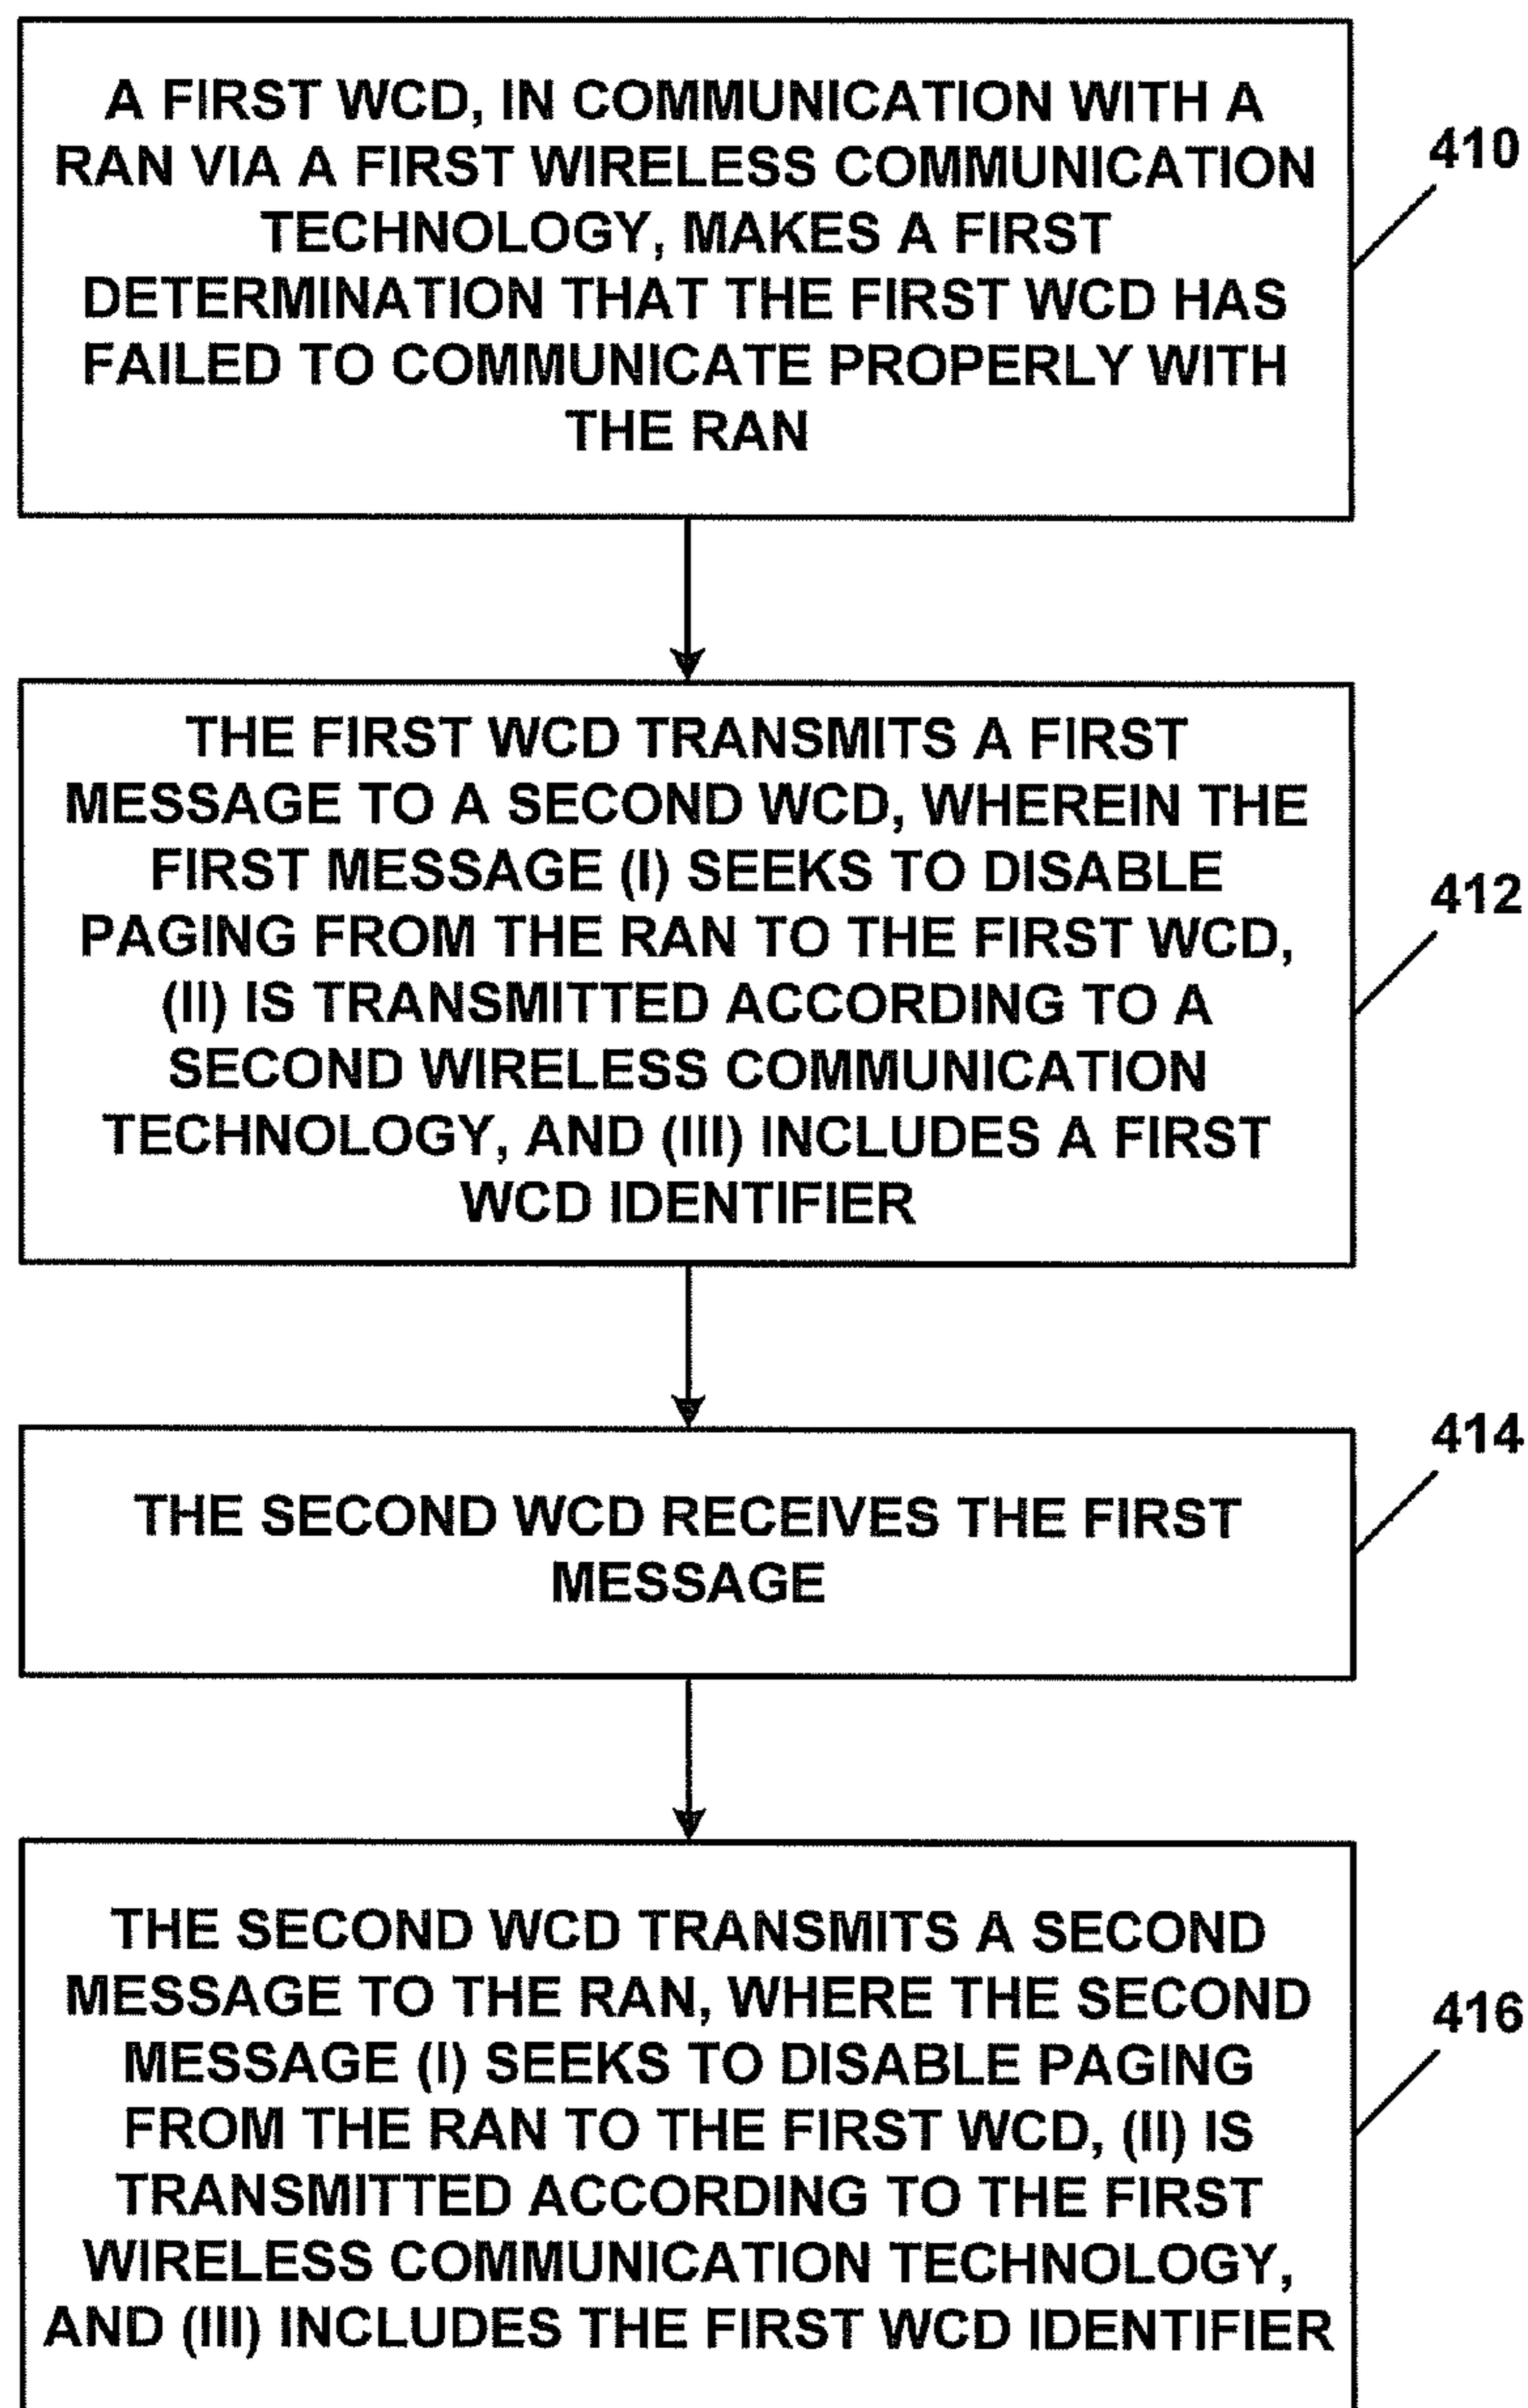 A FIRST WCD, IN COMMUNICATION WITH A
RAN VIA A FIRST WIRELESS COMMUNICATION
TECHNOLOGY, MAKES A FIRST
DETERMINATION THAT THE FIRST WCD HAS
FAILED TO COMMUNICATE PROPERLY WITH
THE RAN
410
THE FIRST WCD TRANSMITS A FIRST
MESSAGE TO A SECOND WCD, WHEREIN THE
FIRST MESSAGE (I) SEEKS TO DISABLE
PAGING FROM THE RAN TO THE FIRST WCD,
(II) IS TRANSMITTED ACCORDING TO A
SECOND WIRELESS COMMUNICATION
TECHNOLOGY, AND (III) INCLUDES A FIRST
WCD IDENTIFIER
412
THE SECOND WCD RECEIVES THE FIRST
MESSAGE
414
THE SECOND WCD TRANSMITS A SECOND
MESSAGE TO THE RAN, WHERE THE SECOND
MESSAGE (I) SEEKS TO DISABLE PAGING
FROM THE RAN TO THE FIRST WCD, (II) IS
TRANSMITTED ACCORDING TO THE FIRST
WIRELESS COMMUNICATION TECHNOLOGY,
AND (III) INCLUDES THE FIRST WCD IDENTIFIER
416